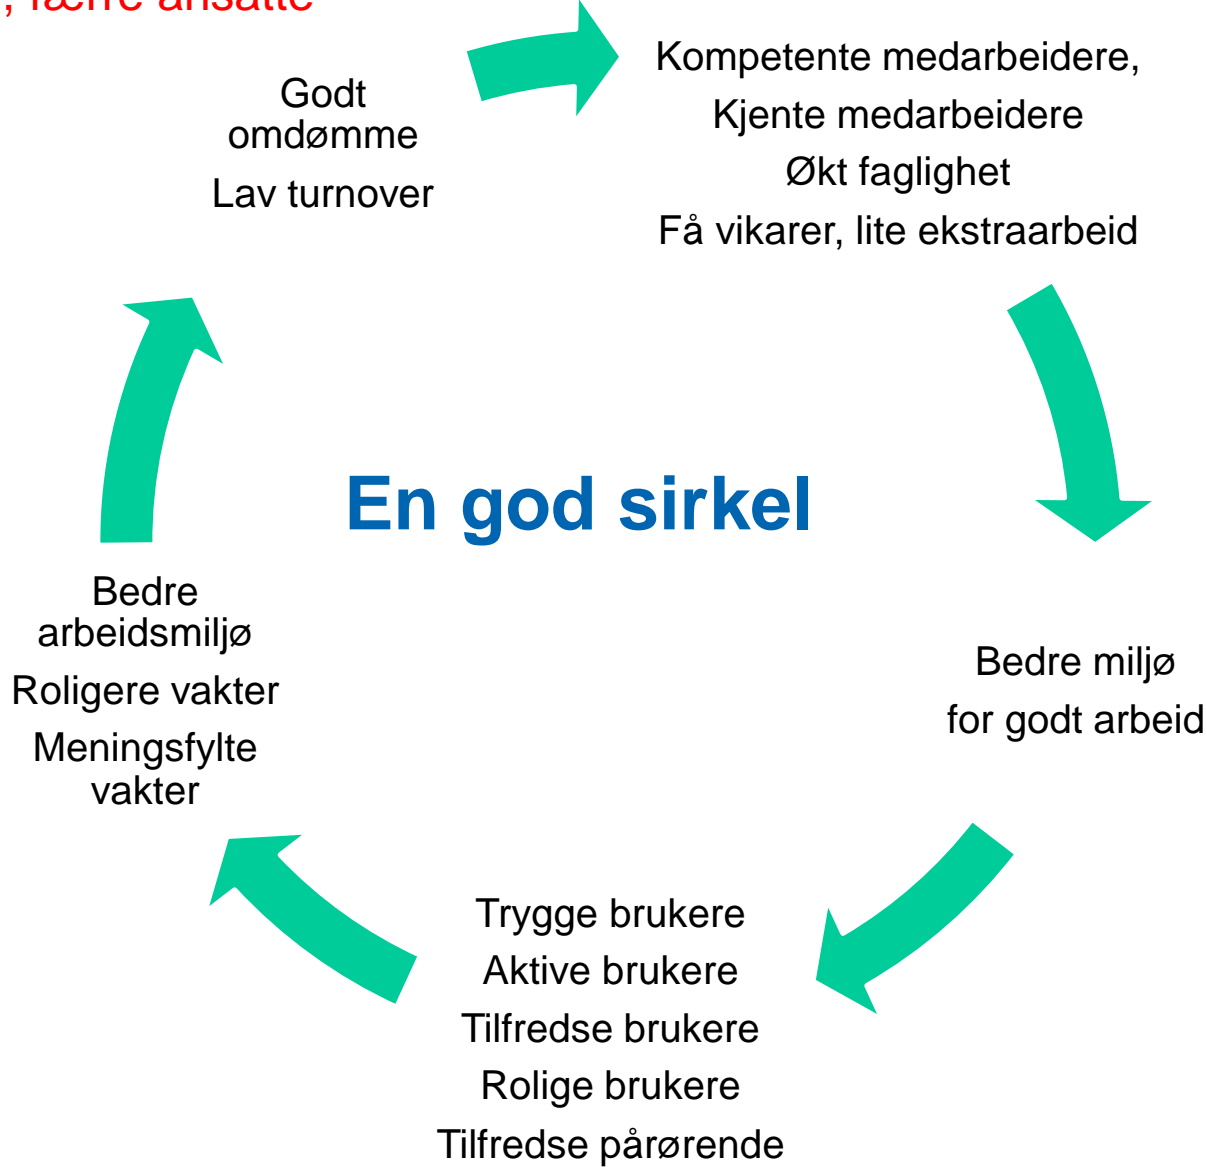 , færre ansatte
Godt
omdømme
Lav turnover
Kompetente medarbeidere,
Kjente medarbeidere
Økt faglighet
Få vikarer, lite ekstraarbeid
En god sirkel
Bedre miljø
for godt arbeid
Trygge brukere
Aktive brukere
Tilfredse brukere
Rolige brukere
Tilfredse pårørende
Bedre
arbeidsmiljø
Roligere vakter
Meningsfylte
vakter